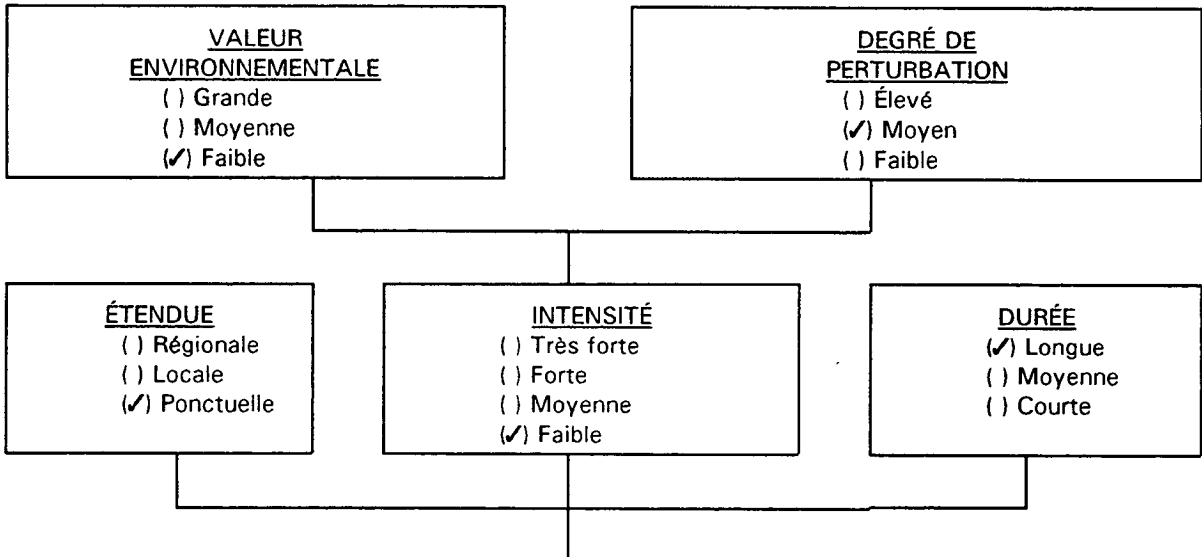 VALEUR
ENVIRONNEMENTALE
( ) Grande
( ) Moyenne
(✓) Faible
DEGRÉ DE
PERTURBATION
( ) Élevé
(✓) Moyen
( ) Faible
ÉTENDUE
( ) Régionale
( ) Locale
(✓) Ponctuelle
INTENSITÉ
( ) Très forte
( ) Forte
( ) Moyenne
(✓) Faible
DURÉE
(✓) Longue
( ) Moyenne
( ) Courte